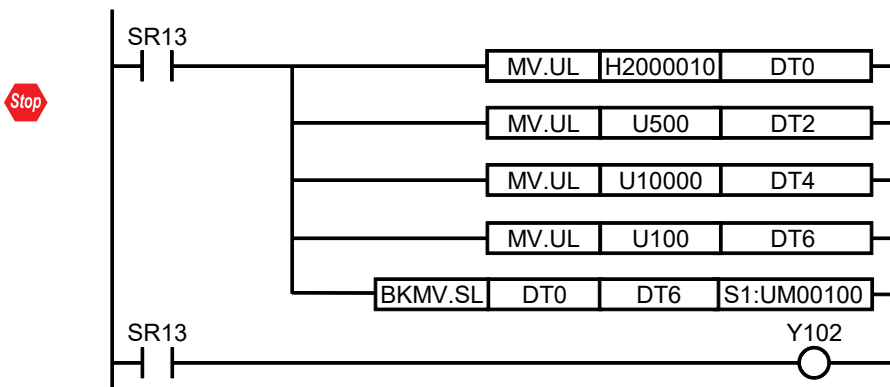 SR13
MV.UL H2000010 DT0
Stop
MV.UL U500 DT2
MV.UL U10000 DT4
MV.UL U100 DT6
BKMV.SL DT0 DT6 S1:UM00100
SR13 Y102